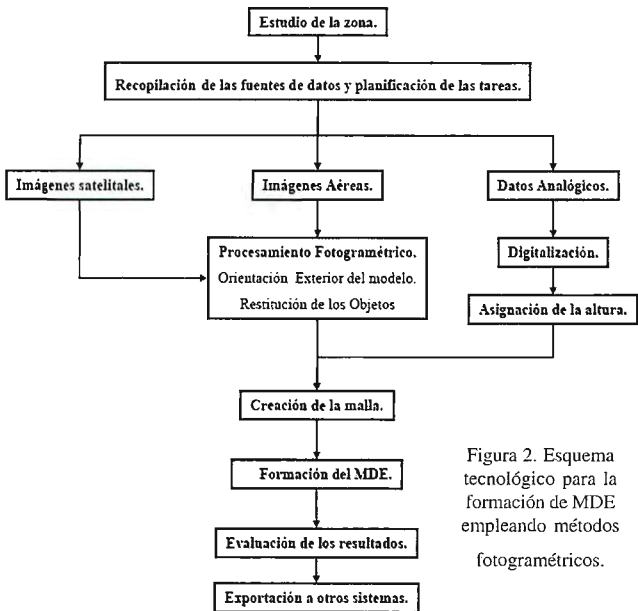 Estudio de la zona.
Recopilación de las fuentes de datos y planificación de las tareas.
Imágenes satelitales.
Imágenes Aéreas.
Datos Analógicos.
Procesamiento Fotogramétrico.
Orientación Exterior del modelo.
Restitución de los Objetos
Digitalización.
Asignación de la altura.
Creación de la malla.
Formación del MDE.
Evaluación de los resultados.
Exportación a otros sistemas.
Figura 2. Esquema
tecnológico para la
formación de MDE
empleando métodos
fotogramétricos.